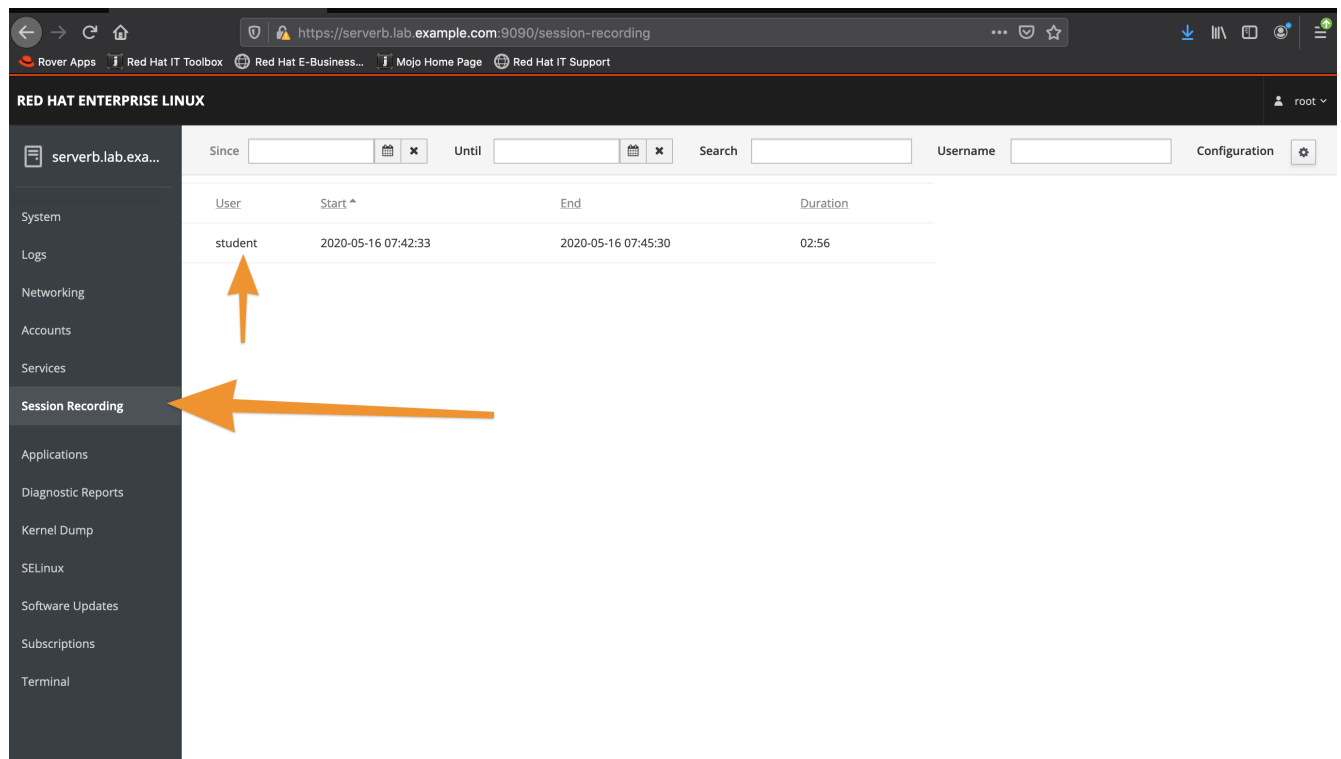 https://serverb.lab.example.com:9090/session-recording
Rover Apps Red Hat IT Toolbox Red Hat E-Business... Mojo Home Page Red Hat IT Support
RED HAT ENTERPRISE LINUX root
serverb.lab.exa... Since Until Search Username Configuration
User Start End Duration
student 2020-05-16 07:42:33 2020-05-16 07:45:30 02:56
System
Logs
Networking
Accounts
Services
Session Recording
Applications
Diagnostic Reports
Kernel Dump
SELinux
Software Updates
Subscriptions
Terminal